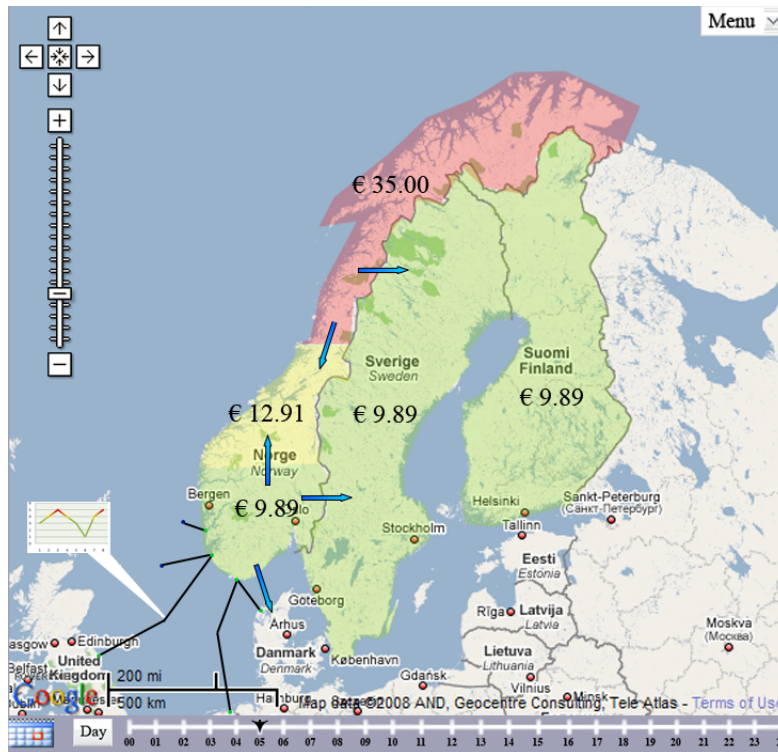 Menu
€ 35.00
Sverige
Sweden
Suomi
Finland
€ 12.91
€ 9.89
€ 9.89
Norge
Norway
Bergen
€ 9.89
Helsinki
Sankt-Peterburg
(Санкт-Петербург)
Stockholm
Tallinn
Eesti
Estonia
Goteborg
Rīga
Latvija
Latvia
Århus
Danmark
Denmark
København
Lietuva
Lithuania
Vilnius
Moskva
(Москва)
Edinburgh
Belfast
United
Kingdom
Gdańsk
Minsk
200 mi
500 km
Google
Hamburg
Map data ©2008 AND, Geocentre Consulting, Tele Atlas - Terms of Use
Day
00 01 02 03 04 05 06 07 08 09 10 11 12 13 14 15 16 17 18 19 20 21 22 23